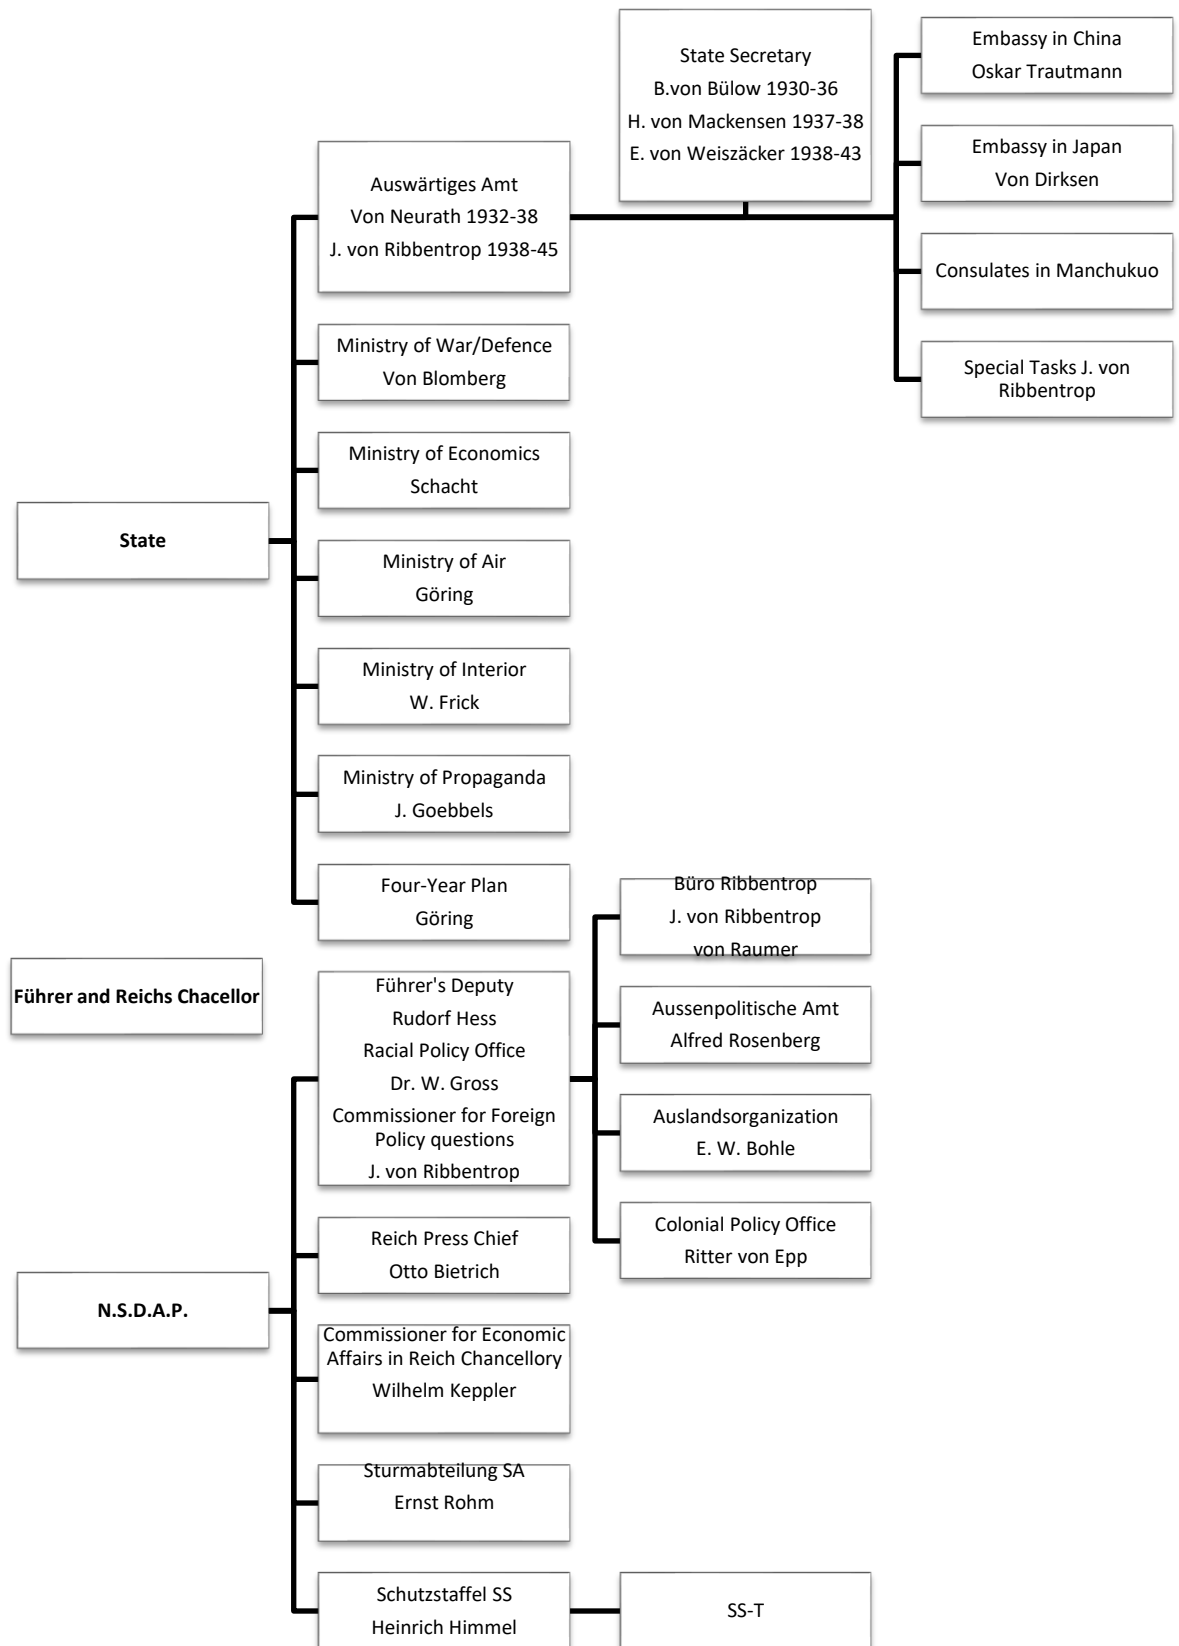 State Secretary
B.von Bülow 1930-36
H. von Mackensen 1937-38
E. von Weiszäcker 1938-43
Embassy in China
Oskar Trautmann
Embassy in Japan
Von Dirksen
Consulates in Manchukuo
Special Tasks J. von
Ribbentrop
Auswärtiges Amt
Von Neurath 1932-38
J. von Ribbentrop 1938-45
Ministry of War/Defence
Von Blomberg
Ministry of Economics
Schacht
State
Ministry of Air
Göring
Ministry of Interior
W. Frick
Ministry of Propaganda
J. Goebbels
Four-Year Plan
Göring
Führer and Reichs Chacellor
Führer's Deputy
Rudorf Hess
Racial Policy Office
Dr. W. Gross
Commissioner for Foreign
Policy questions
J. von Ribbentrop
Büro Ribbentrop
J. von Ribbentrop
von Raumer
Aussenpolitische Amt
Alfred Rosenberg
Auslandsorganization
E. W. Bohle
Colonial Policy Office
Ritter von Epp
Reich Press Chief
Otto Bietrich
N.S.D.A.P.
Commissioner for Economic
Affairs in Reich Chancellory
Wilhelm Keppler
Sturmabteilung SA
Ernst Rohm
Schutzstaffel SS
Heinrich Himmel
SS-T